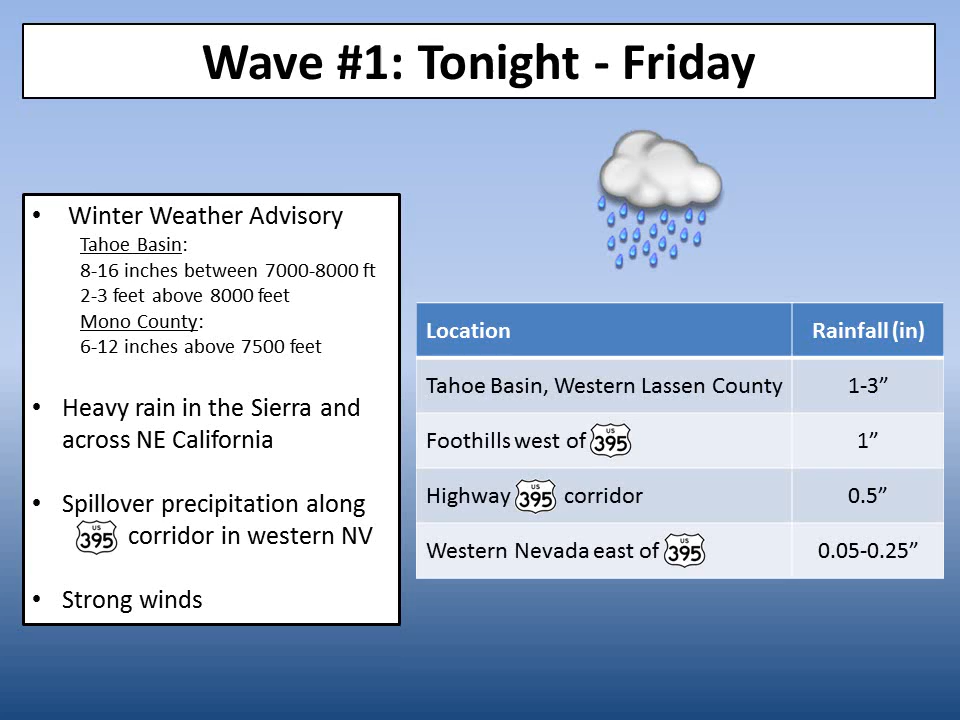 Wave #1: Tonight - Friday
• Winter Weather Advisory
Tahoe Basin:
8-16 inches between 7000-8000 ft
2-3 feet above 8000 feet
Mono County:
6-12 inches above 7500 feet
• Heavy rain in the Sierra and
across NE California
• Spillover precipitation along
US 395 corridor in western NV
• Strong winds
Location Rainfall (in)
Tahoe Basin, Western Lassen County 1-3”
Foothills west of US 395 1”
Highway US 395 corridor 0.5”
Western Nevada east of US 395 0.05-0.25”